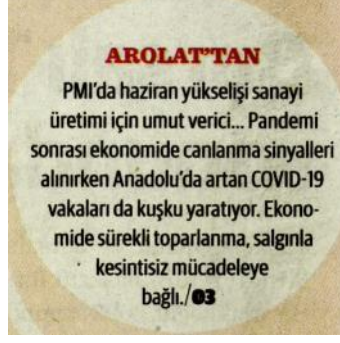 AROLAT'TAN
PMI'da haziran yükselişi sanayi
üretimi için umut verici... Pandemi
sonrası ekonomide canlanma sinyalleri
alınırken Anadolu'da artan COVID-19
vakaları da kuşku yaratıyor. Ekono-
mide sürekli toparlanma, salgınla
kesintisiz mücadeleye
bağlı./03